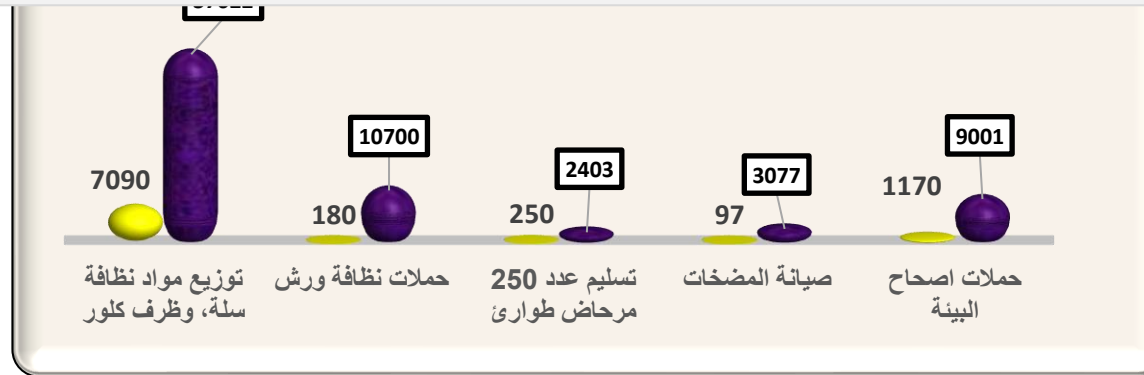 10700
9001
2403
3077
7090
1170
180
250
97
حملات اصحاح
البيئة
صيانة المضخات
تسليم عدد 250
مرحاض طوارئ
حملات نظافة ورش
توزيع مواد نظافة
سلة، وظرف كلور